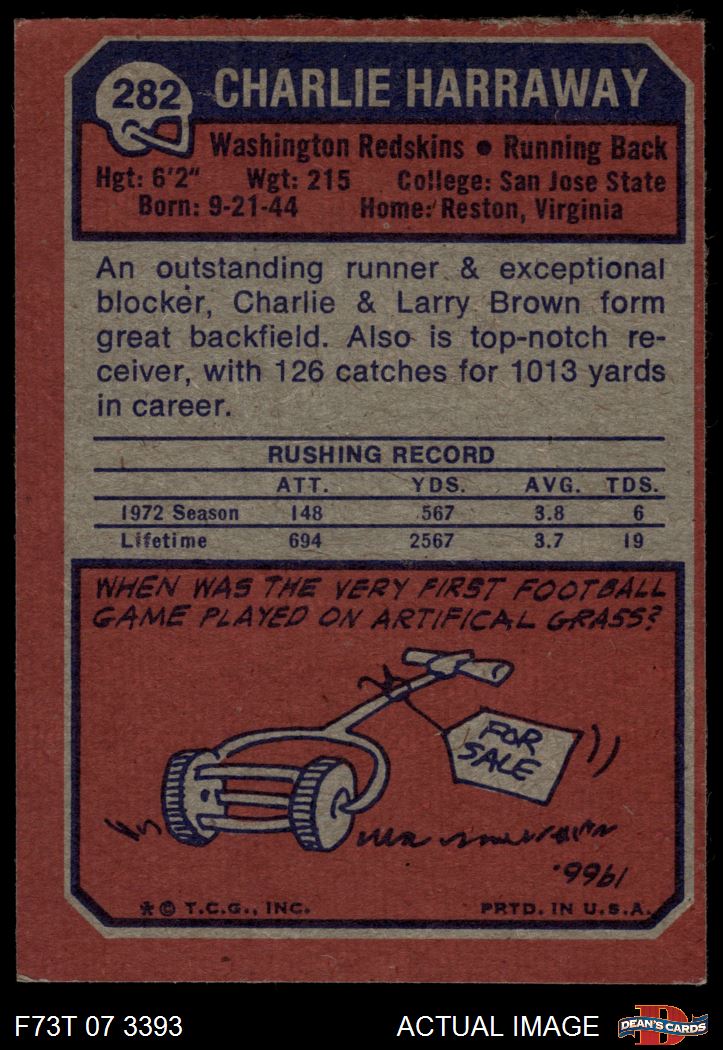 282
CHARLIE HARRAWAY
Washington Redskins • Running Back
Hgt: 6'2" Wgt: 215 College: San Jose State
Born: 9-21-44 Home: Reston, Virginia
An outstanding runner & exceptional
blocker, Charlie & Larry Brown form
great backfield. Also is top-notch re-
ceiver, with 126 catches for 1013 yards
in career.
RUSHING RECORD
ATT. YDS. AVG. TDS.
1972 Season 148 567 3.8 6
Lifetime 694 2567 3.7 19
WHEN WAS THE VERY FIRST FOOTBALL
GAME PLAYED ON ARTIFICAL GRASS?
FOR
SALE
1966.
* © T.C.G., INC. PRTD. IN U.S.A.
F73T 07 3393 ACTUAL IMAGE
D
DEAN'S CARDS